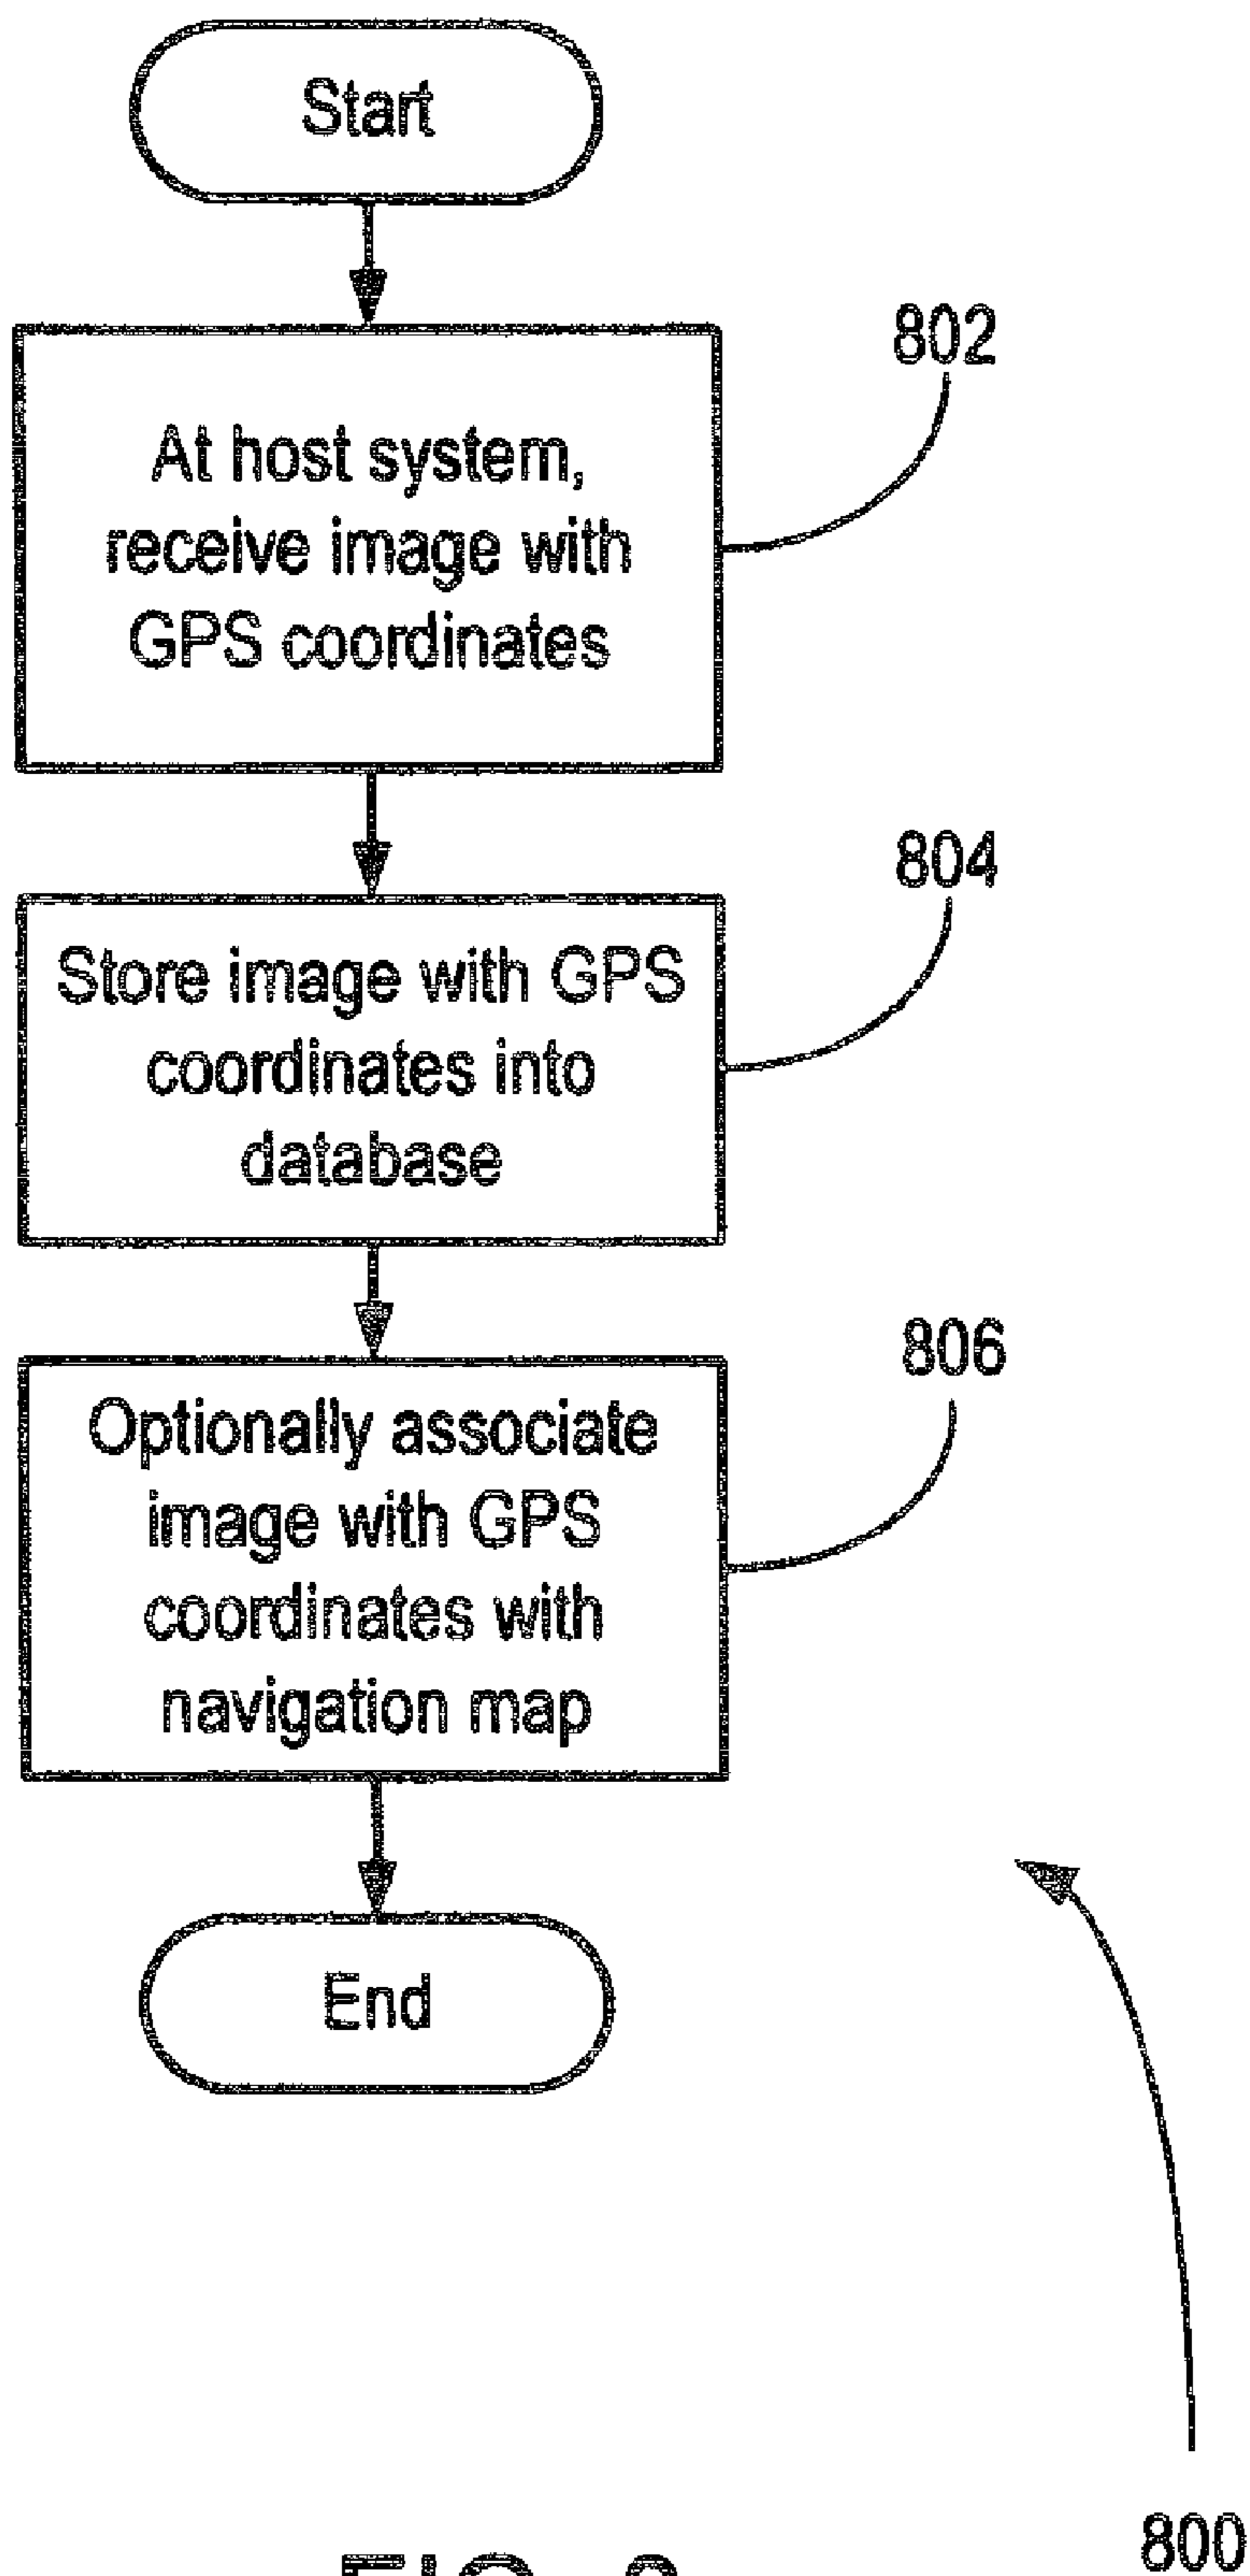 Start
802
At host system,
receive image with
GPS coordinates
804
Store image with GPS
coordinates into
database
806
Optionally associate
image with GPS
coordinates with
navigation map
End
800